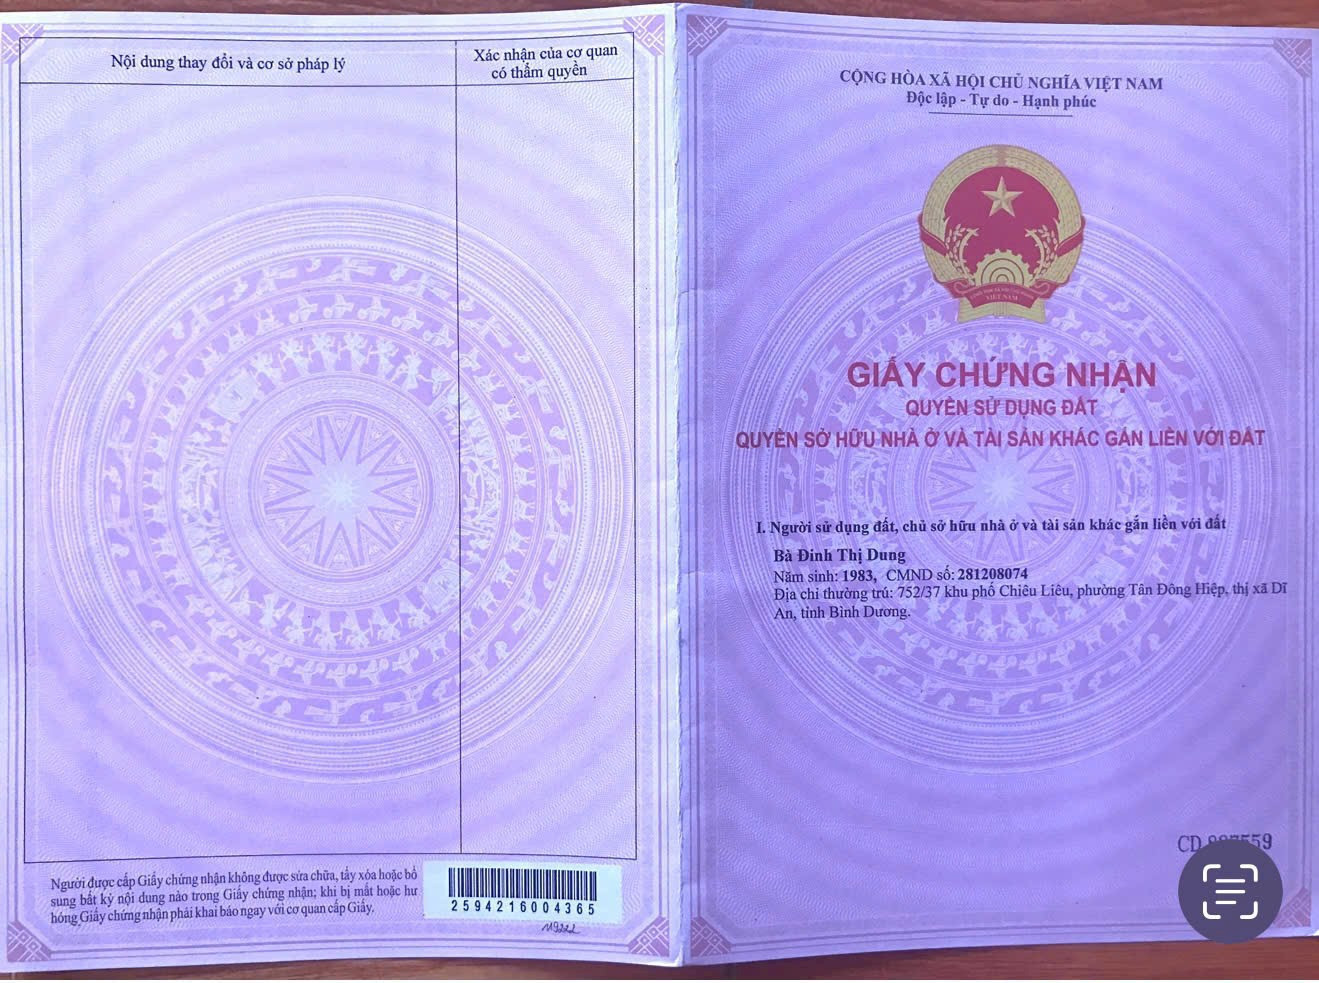 Nội dung thay đổi và cơ sở pháp lý
Xác nhận của cơ quan
có thẩm quyền
Người được cấp Giấy chứng nhận không được sửa chữa, tẩy xóa hoặc bổ
sung bất kỳ nội dung nào trong Giấy chứng nhận; khi bị mất hoặc hư
hỏng Giấy chứng nhận phải khai báo ngay với cơ quan cấp Giấy.
2594216004365
CỘNG HÒA XÃ HỘI CHỦ NGHĨA VIỆT NAM
Độc lập - Tự do - Hạnh phúc
VIỆT NAM
GIẤY CHỨNG NHẬN
QUYỀN SỬ DỤNG ĐẤT
QUYỀN SỞ HỮU NHÀ Ở VÀ TÀI SẢN KHÁC GẮN LIỀN VỚI ĐẤT
I. Người sử dụng đất, chủ sở hữu nhà ở và tài sản khác gắn liền với đất
Bà Đinh Thị Dung
Năm sinh: 1983, CMND số: 281208074
Địa chỉ thường trú: 752/37 khu phố Chiêu Liêu, phường Tân Đông Hiệp, thị xã Dĩ
An, tỉnh Bình Dương.
CD